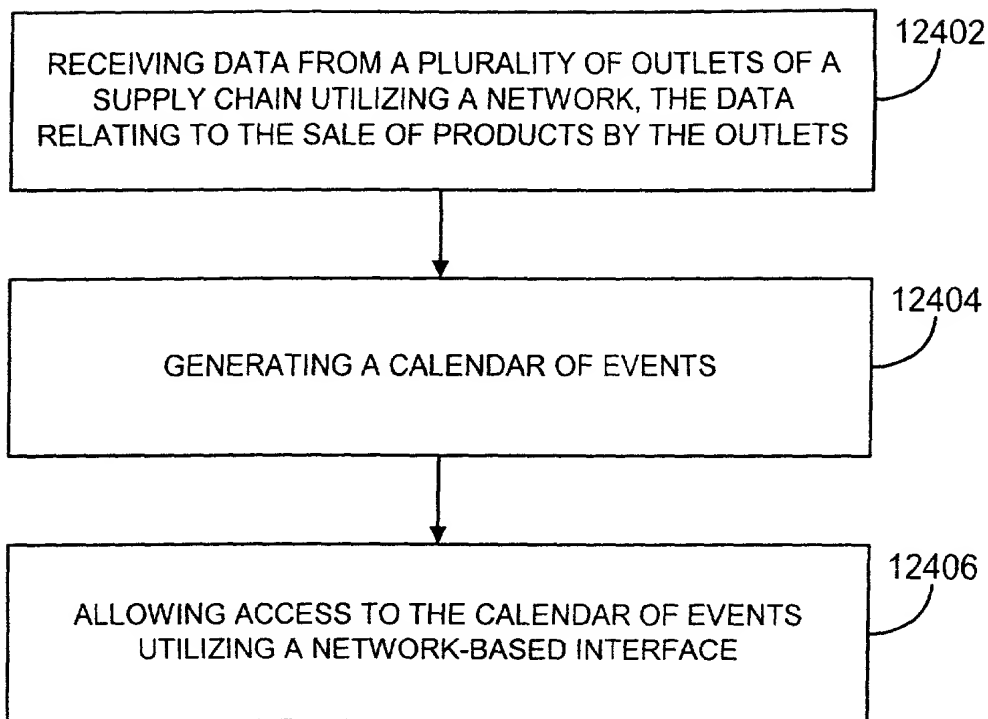 12402
RECEIVING DATA FROM A PLURALITY OF OUTLETS OF A
SUPPLY CHAIN UTILIZING A NETWORK, THE DATA
RELATING TO THE SALE OF PRODUCTS BY THE OUTLETS
12404
GENERATING A CALENDAR OF EVENTS
12406
ALLOWING ACCESS TO THE CALENDAR OF EVENTS
UTILIZING A NETWORK-BASED INTERFACE